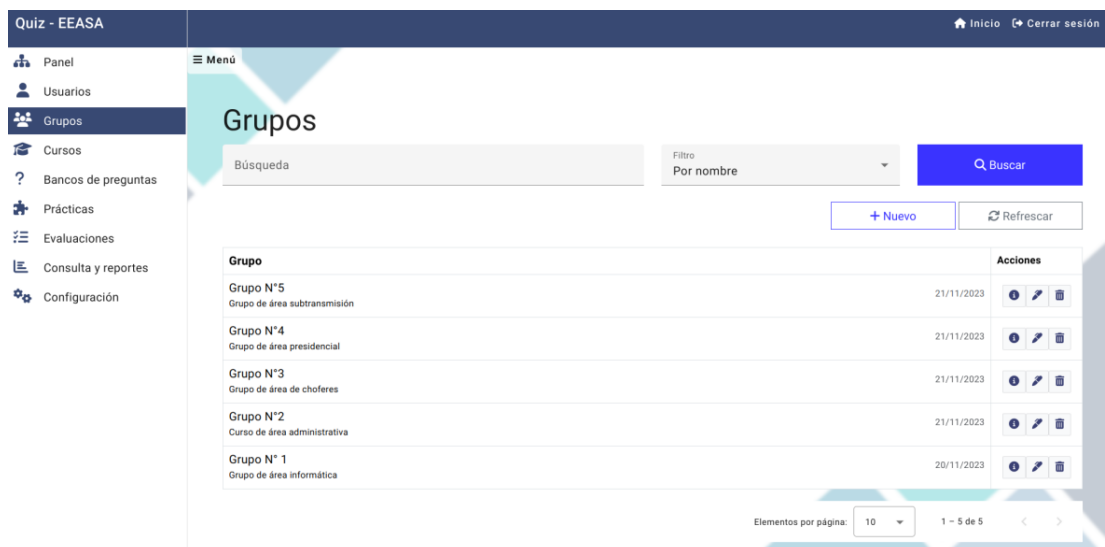 Quiz - EEASA
Inicio
Cerrar sesión
Menú
Panel
Usuarios
Grupos
Cursos
Bancos de preguntas
Prácticas
Evaluaciones
Consulta y reportes
Configuración
Grupos
Búsqueda
Filtro
Por nombre
Buscar
+ Nuevo
Refrescar
Grupo
Acciones
Grupo N°5
Grupo de área subtransmisión
21/11/2023
Grupo N°4
Grupo de área presidencial
21/11/2023
Grupo N°3
Grupo de área de choferes
21/11/2023
Grupo N°2
Curso de área administrativa
21/11/2023
Grupo N° 1
Grupo de área informática
20/11/2023
Elementos por página:
10
1 – 5 de 5